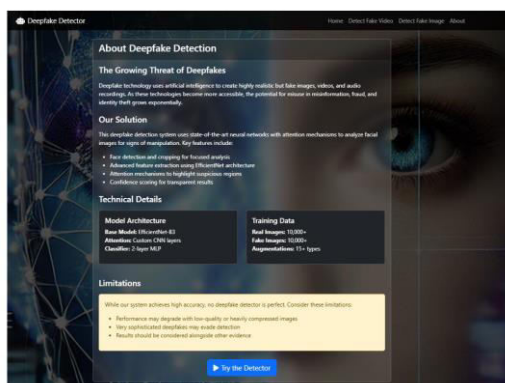 Deepfake Detector
Home Detect Fake Video Detect Fake Image About
About Deepfake Detection
The Growing Threat of Deepfakes
Deepfake technology uses artificial intelligence to create highly realistic but fake images, videos, and audio
recordings. As these technologies become more accessible, the potential for misuse in misinformation, fraud, and
identity theft grows exponentially.
Our Solution
This deepfake detection system uses state-of-the-art neural networks with attention mechanisms to analyze facial
images for signs of manipulation. Key features include:
Face detection and cropping for focused analysis
Advanced feature extraction using EfficientNet architecture
Attention mechanisms to highlight suspicious regions
Confidence scoring for transparent results
Technical Details
Model Architecture
Base Model: EfficientNet-B3
Attention: Custom CNN layers
Classifier: 2-layer MLP
Training Data
Real Images: 10,000+
Fake Images: 10,000+
Augmentations: 15+ types
Limitations
While our system achieves high accuracy, no deepfake detector is perfect. Consider these limitations:
Performance may degrade with low-quality or heavily compressed images
Very sophisticated deepfakes may evade detection
Results should be considered alongside other evidence
Try the Detector